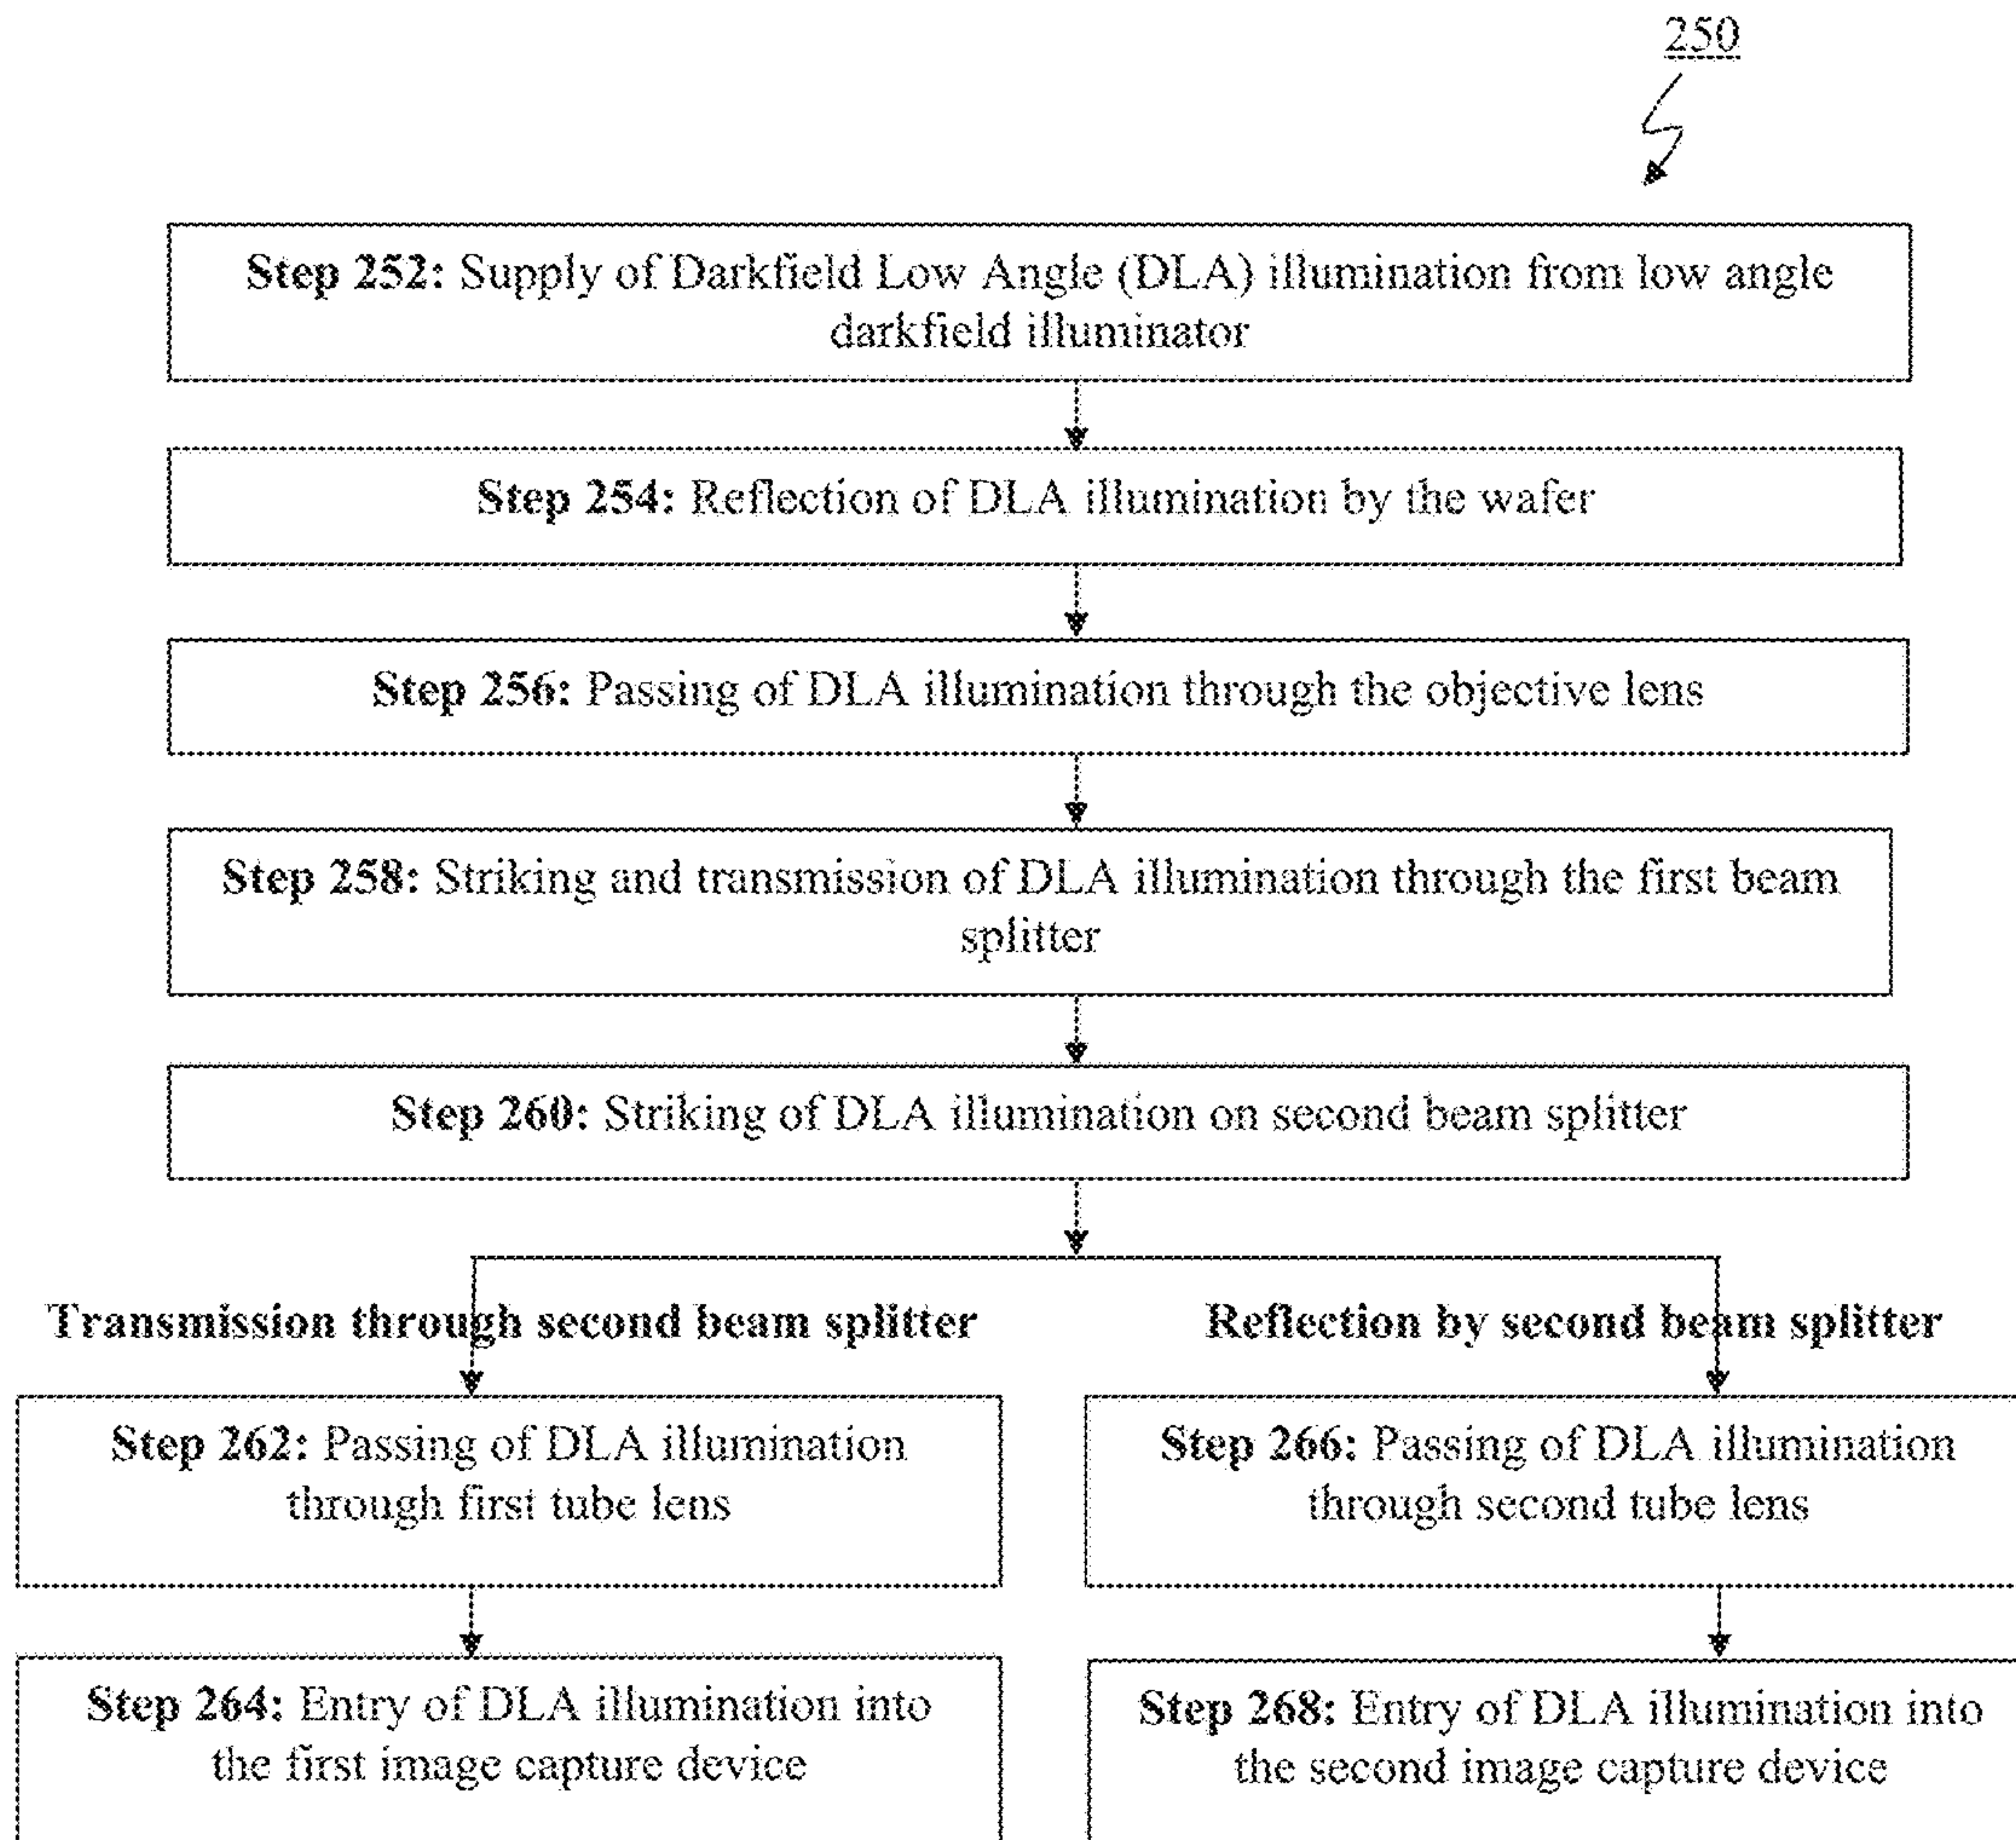 250
Step 252: Supply of Darkfield Low Angle (DLA) illumination from low angle
darkfield illuminator
Step 254: Reflection of DLA illumination by the wafer
Step 256: Passing of DLA illumination through the objective lens
Step 258: Striking and transmission of DLA illumination through the first beam
splitter
Step 260: Striking of DLA illumination on second beam splitter
Transmission through second beam splitter
Reflection by second beam splitter
Step 262: Passing of DLA illumination
through first tube lens
Step 266: Passing of DLA illumination
through second tube lens
Step 264: Entry of DLA illumination into
the first image capture device
Step 268: Entry of DLA illumination into
the second image capture device